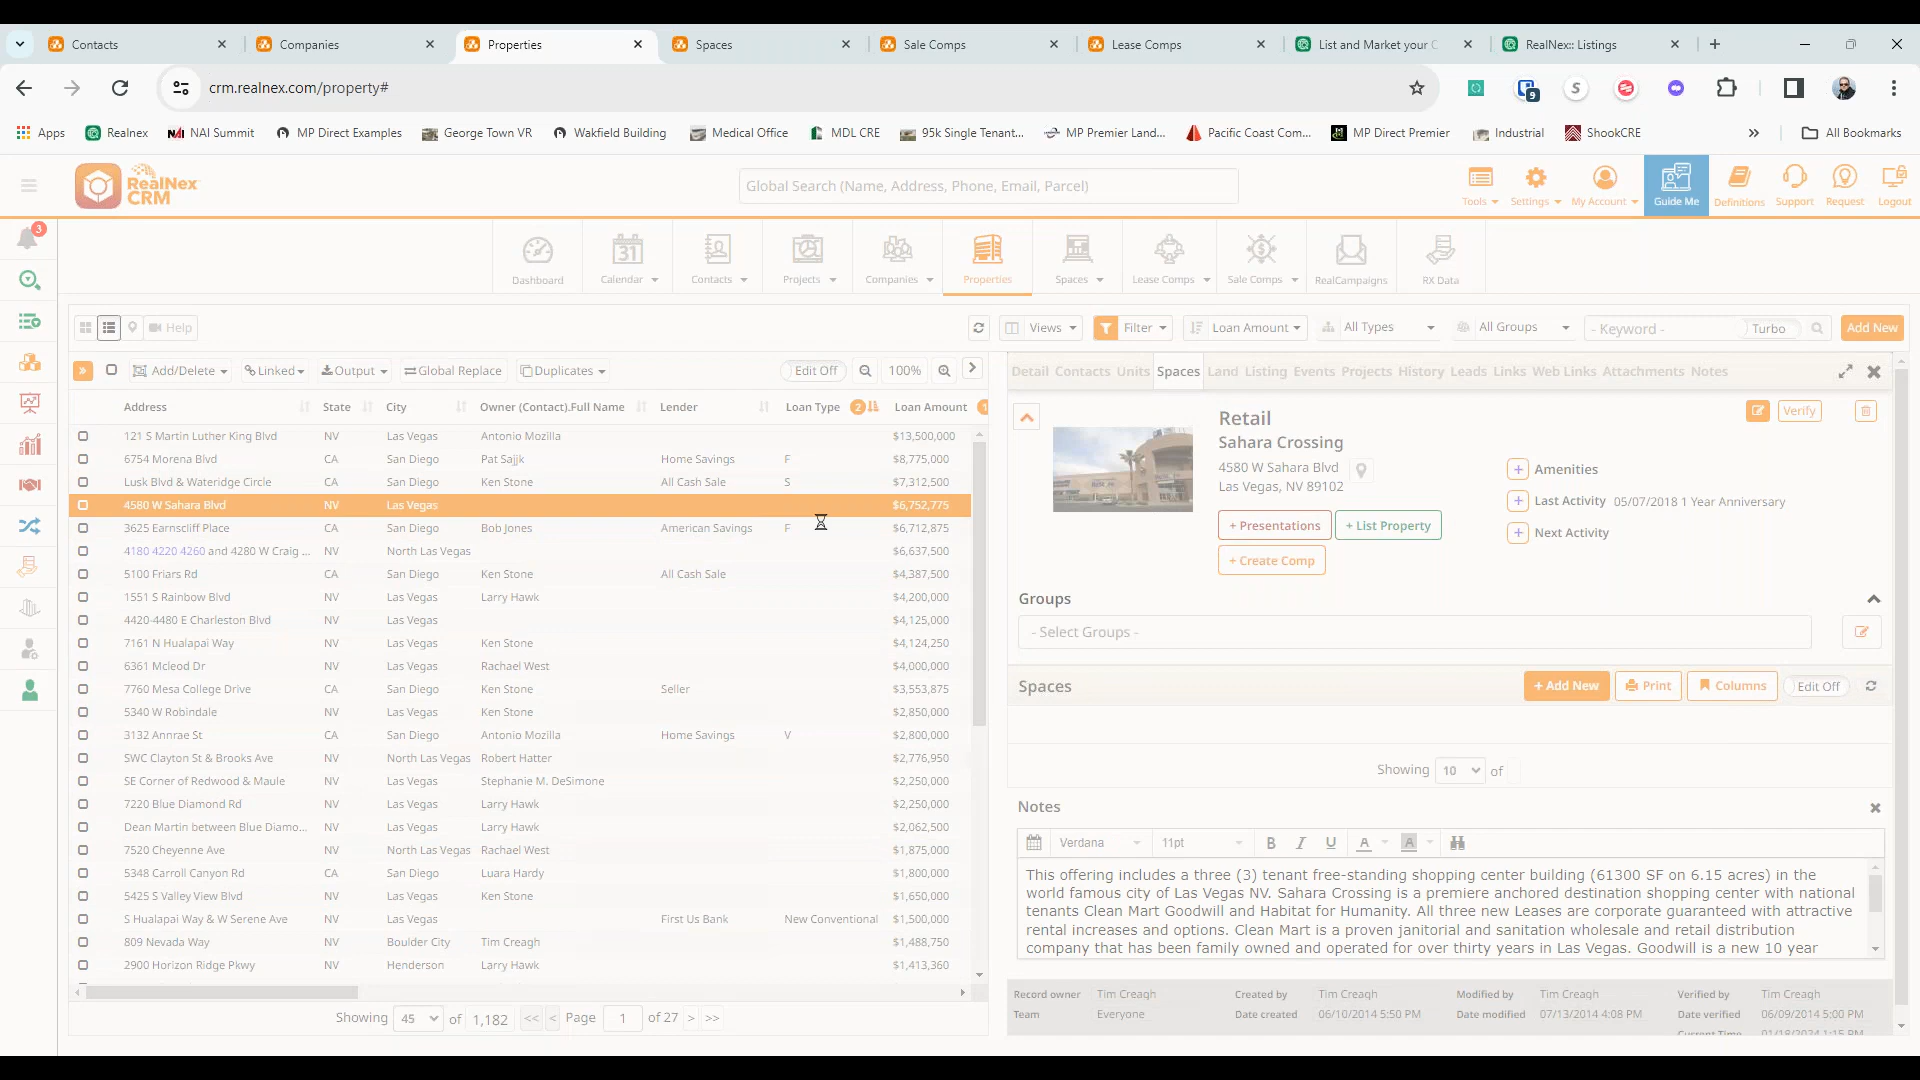 Contacts
Companies
Properties
Spaces
Sale Comps
Lease Comps
List and Market your C
RealNex:: Listings
crm.realnex.com/property#
9
Apps
Realnex
NAI Summit
MP Direct Examples
George Town VR
Wakfield Building
Medical Office
MDL CRE
95k Single Tenant...
MP Premier Land...
Pacific Coast Com...
MP Direct Premier
Industrial
ShookCRE
All Bookmarks
RealNex
CRM
Global Search (Name, Address, Phone, Email, Parcel)
Tools
Settings
My Account
Guide Me
Definitions
Support
Request
Logout
3
31
Dashboard
Calendar
Contacts
Projects
Companies
Properties
Spaces
Lease Comps
Sale Comps
RealCampaigns
RX Data
Help
Views
Filter
Loan Amount
All Types
All Groups
- Keyword -
Turbo
Add New
Add/Delete
Linked
Output
Global Replace
Duplicates
Edit Off
100%
Detail Contacts Units Spaces Land Listing Events Projects History Leads Links Web Links Attachments Notes
Address State City Owner (Contact).Full Name Lender Loan Type 2 Loan Amount 1
121 S Martin Luther King Blvd NV Las Vegas Antonio Mozilla $13,500,000
6754 Morena Blvd CA San Diego Pat Sajjk Home Savings F $8,775,000
Lusk Blvd & Wateridge Circle CA San Diego Ken Stone All Cash Sale S $7,312,500
4580 W Sahara Blvd NV Las Vegas $6,752,775
3625 Earnscliff Place CA San Diego Bob Jones American Savings F $6,712,875
4180 4220 4260 and 4280 W Craig ... NV North Las Vegas $6,637,500
5100 Friars Rd CA San Diego Ken Stone All Cash Sale $4,387,500
1551 S Rainbow Blvd NV Las Vegas Larry Hawk $4,200,000
4420-4480 E Charleston Blvd NV Las Vegas $4,125,000
7161 N Hualapai Way NV Las Vegas Ken Stone $4,124,250
6361 Mcleod Dr NV Las Vegas Rachael West $4,000,000
7760 Mesa College Drive CA San Diego Ken Stone Seller $3,553,875
5340 W Robindale NV Las Vegas Ken Stone $2,850,000
3132 Annrae St CA San Diego Antonio Mozilla Home Savings V $2,800,000
SWC Clayton St & Brooks Ave NV North Las Vegas Robert Hatter $2,776,950
SE Corner of Redwood & Maule NV Las Vegas Stephanie M. DeSimone $2,250,000
7220 Blue Diamond Rd NV Las Vegas Larry Hawk $2,250,000
Dean Martin between Blue Diamo... NV Las Vegas Larry Hawk $2,062,500
7520 Cheyenne Ave NV North Las Vegas Rachael West $1,875,000
5348 Carroll Canyon Rd CA San Diego Luara Hardy $1,800,000
5425 S Valley View Blvd NV Las Vegas Ken Stone $1,650,000
S Hualapai Way & W Serene Ave NV Las Vegas First Us Bank New Conventional $1,500,000
809 Nevada Way NV Boulder City Tim Creagh $1,488,750
2900 Horizon Ridge Pkwy NV Henderson Larry Hawk $1,413,360
Showing 45 of 1,182 << < Page 1 of 27 > >>
Retail
Sahara Crossing
4580 W Sahara Blvd
Las Vegas, NV 89102
+ Presentations
+ List Property
+ Create Comp
Verify
+ Amenities
+ Last Activity 05/07/2018 1 Year Anniversary
+ Next Activity
Groups
- Select Groups -
Spaces
+ Add New
Print
Columns
Edit Off
Showing 10 of
Notes
Verdana 11pt B I U A A
This offering includes a three (3) tenant free-standing shopping center building (61300 SF on 6.15 acres) in the
world famous city of Las Vegas NV. Sahara Crossing is a premiere anchored destination shopping center with national
tenants Clean Mart Goodwill and Habitat for Humanity. All three new Leases are corporate guaranteed with attractive
rental increases and options. Clean Mart is a proven janitorial and sanitation wholesale and retail distribution
company that has been family owned and operated for over thirty years in Las Vegas. Goodwill is a new 10 year
Record owner Tim Creagh Created by Tim Creagh Modified by Tim Creagh Verified by Tim Creagh
Team Everyone Date created 06/10/2014 5:50 PM Date modified 07/13/2014 4:08 PM Date verified 06/09/2014 5:00 PM
Current Time 01/18/2024 1:15 PM